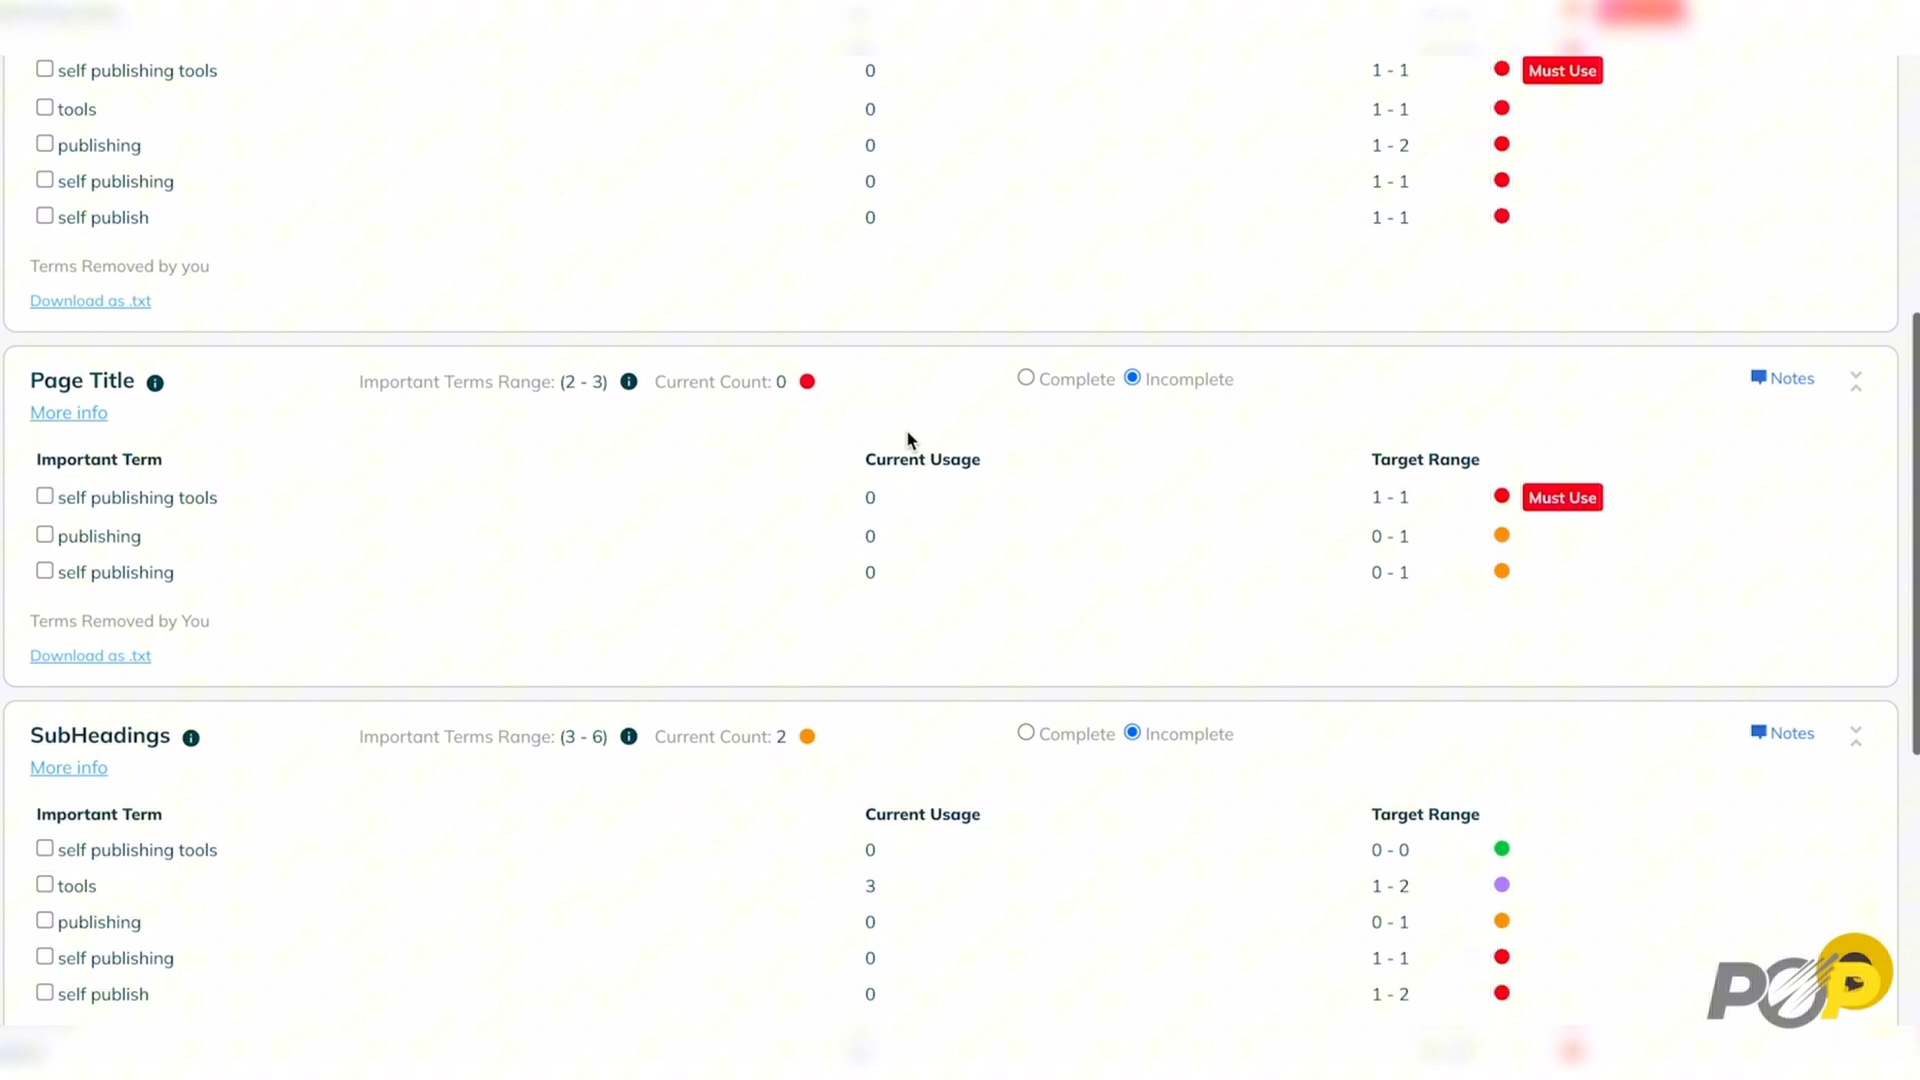 self publishing tools 0 1 - 1 Must Use
tools 0 1 - 1
publishing 0 1 - 2
self publishing 0 1 - 1
self publish 0 1 - 1
Terms Removed by you
Download as .txt
Page Title Important Terms Range: (2 - 3) Current Count: 0 Complete Incomplete Notes
More info
Important Term Current Usage Target Range
self publishing tools 0 1 - 1 Must Use
publishing 0 0 - 1
self publishing 0 0 - 1
Terms Removed by You
Download as .txt
SubHeadings Important Terms Range: (3 - 6) Current Count: 2 Complete Incomplete Notes
More info
Important Term Current Usage Target Range
self publishing tools 0 0 - 0
tools 3 1 - 2
publishing 0 0 - 1
self publishing 0 1 - 1
self publish 0 1 - 2
POP